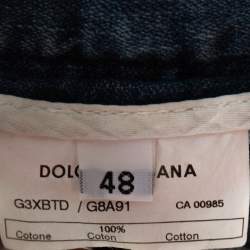 DOLC ANA
48
G3XBTD / G8A91 CA 00985
100%
Cotone Coton Cotton